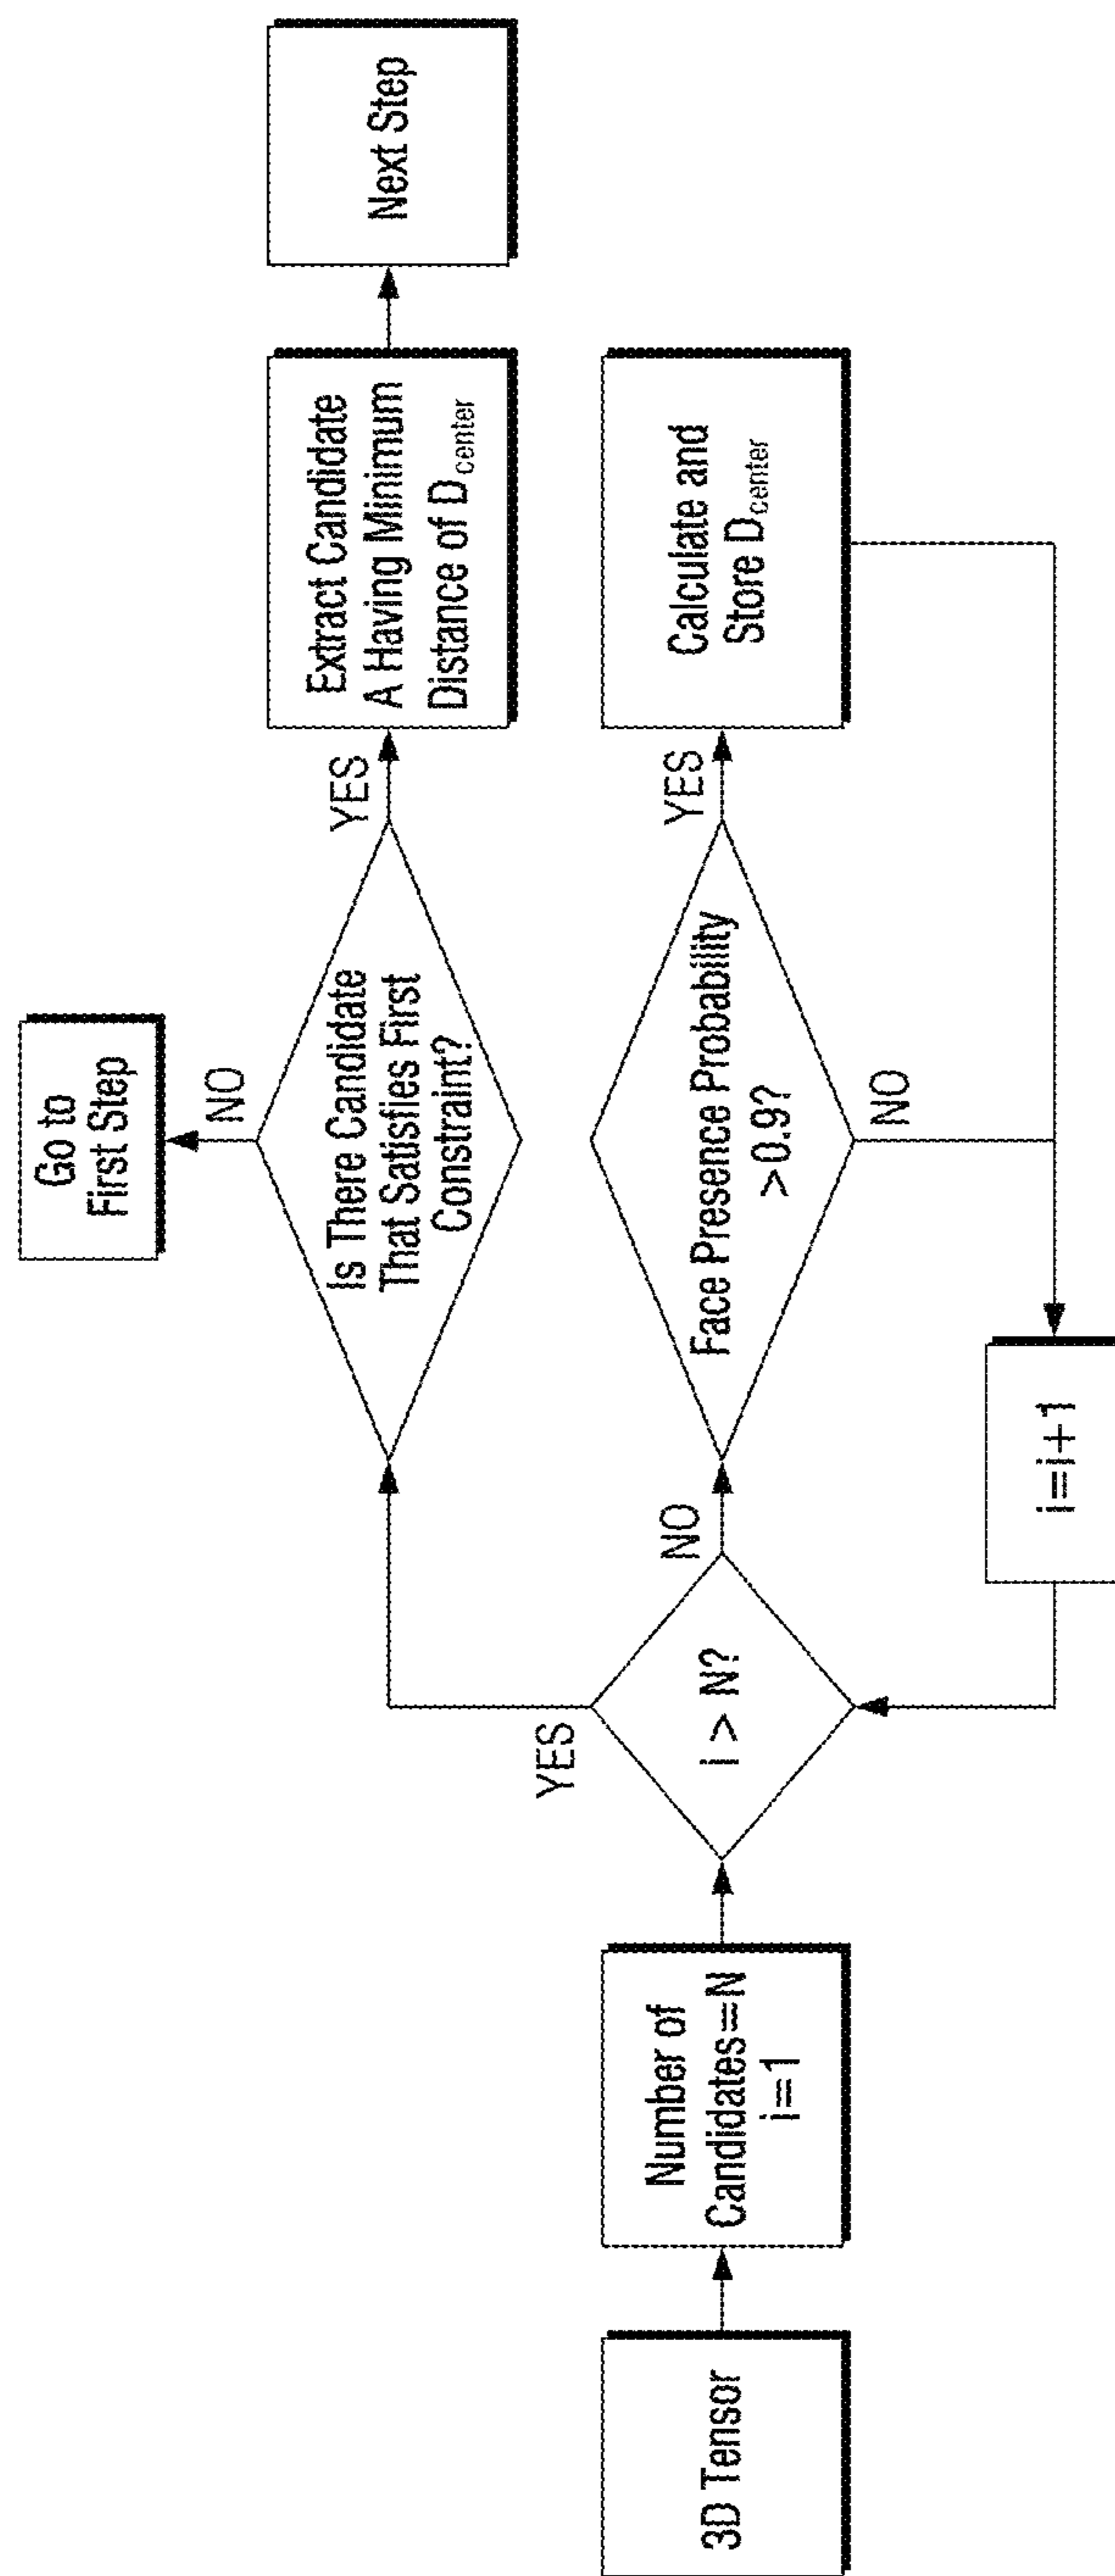 3D Tensor
Number of
Candidates=N
i=1
i > N?
YES
NO
Is There Candidate
That Satisfies First
Constraint?
NO
Go to
First Step
YES
Extract Candidate
A Having Minimum
Distance of Dcenter
Next Step
Face Presence Probability
>0.9?
YES
Calculate and
Store Dcenter
NO
i=i+1